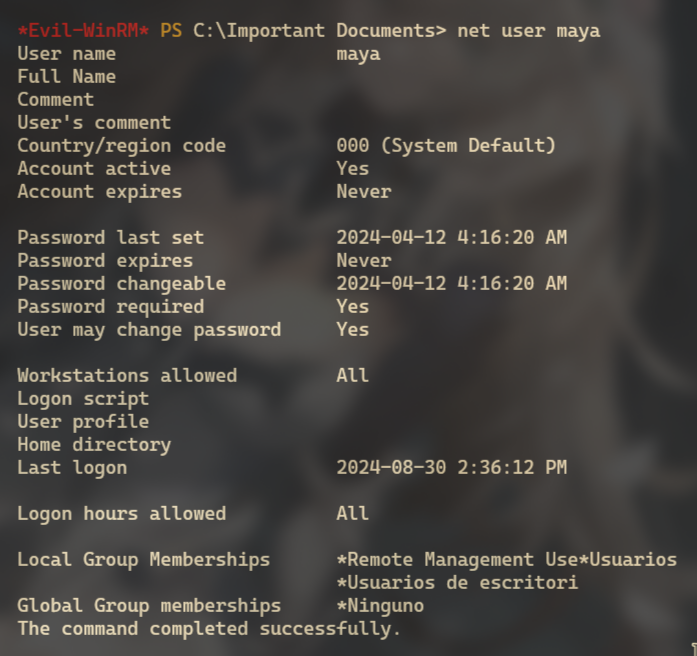 *Evil-WinRM* PS C:\Important Documents> net user maya
User name                    maya
Full Name
Comment
User's comment
Country/region code          000 (System Default)
Account active               Yes
Account expires              Never

Password last set            2024-04-12 4:16:20 AM
Password expires             Never
Password changeable          2024-04-12 4:16:20 AM
Password required            Yes
User may change password     Yes

Workstations allowed         All
Logon script
User profile
Home directory
Last logon                   2024-08-30 2:36:12 PM

Logon hours allowed          All

Local Group Memberships      *Remote Management Use*Usuarios
                             *Usuarios de escritori
Global Group memberships     *Ninguno
The command completed successfully.